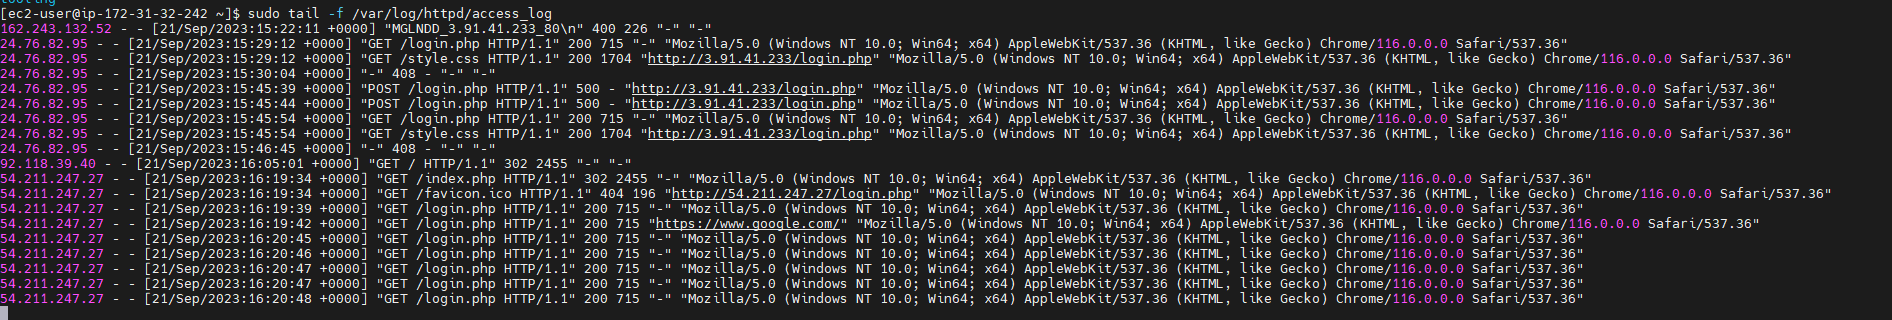 tooling
[ec2-user@ip-172-31-32-242 ~]$ sudo tail -f /var/log/httpd/access_log
162.243.132.52 - - [21/Sep/2023:15:22:11 +0000] "MGLNDD_3.91.41.233_80\n" 400 226 "-" "-"
24.76.82.95 - - [21/Sep/2023:15:29:12 +0000] "GET /login.php HTTP/1.1" 200 715 "-" "Mozilla/5.0 (Windows NT 10.0; Win64; x64) AppleWebKit/537.36 (KHTML, like Gecko) Chrome/116.0.0.0 Safari/537.36"
24.76.82.95 - - [21/Sep/2023:15:29:12 +0000] "GET /style.css HTTP/1.1" 200 1704 "http://3.91.41.233/login.php" "Mozilla/5.0 (Windows NT 10.0; Win64; x64) AppleWebKit/537.36 (KHTML, like Gecko) Chrome/116.0.0.0 Safari/537.36"
24.76.82.95 - - [21/Sep/2023:15:30:04 +0000] "-" 408 - "-" "-"
24.76.82.95 - - [21/Sep/2023:15:45:39 +0000] "POST /login.php HTTP/1.1" 500 - "http://3.91.41.233/login.php" "Mozilla/5.0 (Windows NT 10.0; Win64; x64) AppleWebKit/537.36 (KHTML, like Gecko) Chrome/116.0.0.0 Safari/537.36"
24.76.82.95 - - [21/Sep/2023:15:45:44 +0000] "POST /login.php HTTP/1.1" 500 - "http://3.91.41.233/login.php" "Mozilla/5.0 (Windows NT 10.0; Win64; x64) AppleWebKit/537.36 (KHTML, like Gecko) Chrome/116.0.0.0 Safari/537.36"
24.76.82.95 - - [21/Sep/2023:15:45:54 +0000] "GET /login.php HTTP/1.1" 200 715 "-" "Mozilla/5.0 (Windows NT 10.0; Win64; x64) AppleWebKit/537.36 (KHTML, like Gecko) Chrome/116.0.0.0 Safari/537.36"
24.76.82.95 - - [21/Sep/2023:15:45:54 +0000] "GET /style.css HTTP/1.1" 200 1704 "http://3.91.41.233/login.php" "Mozilla/5.0 (Windows NT 10.0; Win64; x64) AppleWebKit/537.36 (KHTML, like Gecko) Chrome/116.0.0.0 Safari/537.36"
24.76.82.95 - - [21/Sep/2023:15:46:45 +0000] "-" 408 - "-" "-"
92.118.39.40 - - [21/Sep/2023:16:05:01 +0000] "GET / HTTP/1.1" 302 2455 "-" "-"
54.211.247.27 - - [21/Sep/2023:16:19:34 +0000] "GET /index.php HTTP/1.1" 302 2455 "-" "Mozilla/5.0 (Windows NT 10.0; Win64; x64) AppleWebKit/537.36 (KHTML, like Gecko) Chrome/116.0.0.0 Safari/537.36"
54.211.247.27 - - [21/Sep/2023:16:19:34 +0000] "GET /favicon.ico HTTP/1.1" 404 196 "http://54.211.247.27/login.php" "Mozilla/5.0 (Windows NT 10.0; Win64; x64) AppleWebKit/537.36 (KHTML, like Gecko) Chrome/116.0.0.0 Safari/537.36"
54.211.247.27 - - [21/Sep/2023:16:19:39 +0000] "GET /login.php HTTP/1.1" 200 715 "-" "Mozilla/5.0 (Windows NT 10.0; Win64; x64) AppleWebKit/537.36 (KHTML, like Gecko) Chrome/116.0.0.0 Safari/537.36"
54.211.247.27 - - [21/Sep/2023:16:19:42 +0000] "GET /login.php HTTP/1.1" 200 715 "https://www.google.com/" "Mozilla/5.0 (Windows NT 10.0; Win64; x64) AppleWebKit/537.36 (KHTML, like Gecko) Chrome/116.0.0.0 Safari/537.36"
54.211.247.27 - - [21/Sep/2023:16:20:45 +0000] "GET /login.php HTTP/1.1" 200 715 "-" "Mozilla/5.0 (Windows NT 10.0; Win64; x64) AppleWebKit/537.36 (KHTML, like Gecko) Chrome/116.0.0.0 Safari/537.36"
54.211.247.27 - - [21/Sep/2023:16:20:46 +0000] "GET /login.php HTTP/1.1" 200 715 "-" "Mozilla/5.0 (Windows NT 10.0; Win64; x64) AppleWebKit/537.36 (KHTML, like Gecko) Chrome/116.0.0.0 Safari/537.36"
54.211.247.27 - - [21/Sep/2023:16:20:47 +0000] "GET /login.php HTTP/1.1" 200 715 "-" "Mozilla/5.0 (Windows NT 10.0; Win64; x64) AppleWebKit/537.36 (KHTML, like Gecko) Chrome/116.0.0.0 Safari/537.36"
54.211.247.27 - - [21/Sep/2023:16:20:47 +0000] "GET /login.php HTTP/1.1" 200 715 "-" "Mozilla/5.0 (Windows NT 10.0; Win64; x64) AppleWebKit/537.36 (KHTML, like Gecko) Chrome/116.0.0.0 Safari/537.36"
54.211.247.27 - - [21/Sep/2023:16:20:48 +0000] "GET /login.php HTTP/1.1" 200 715 "-" "Mozilla/5.0 (Windows NT 10.0; Win64; x64) AppleWebKit/537.36 (KHTML, like Gecko) Chrome/116.0.0.0 Safari/537.36"